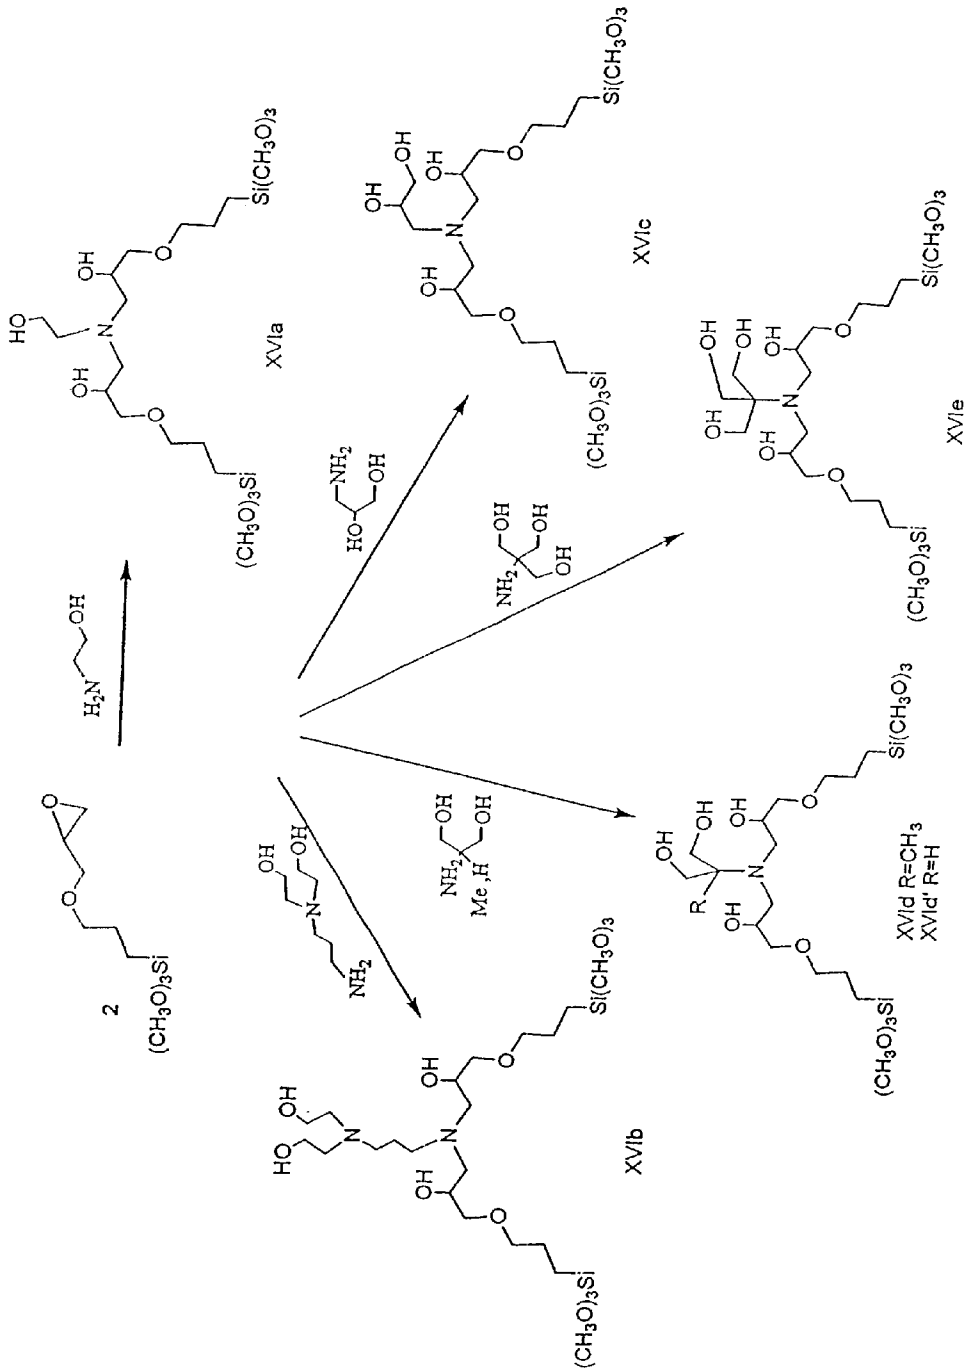 O
O
(CH₃O)₃Si
2
H₂N
OH
HO
N
OH
OH
O
O
(CH₃O)₃Si
Si(CH₃O)₃
XVIa
OH
OH
N
NH₂
HO
OH
N
N
OH
OH
O
O
(CH₃O)₃Si
Si(CH₃O)₃
XVIb
NH₂
HO
OH
OH
OH
OH
OH
N
O
O
(CH₃O)₃Si
Si(CH₃O)₃
XVIc
NH₂
OH
OH
Me ,H
OH
OH
R
OH
OH
N
O
O
(CH₃O)₃Si
Si(CH₃O)₃
XVId R=CH₃
XVId' R=H
NH₂
OH
OH
OH
OH
OH
OH
OH
OH
N
O
O
(CH₃O)₃Si
Si(CH₃O)₃
XVIe